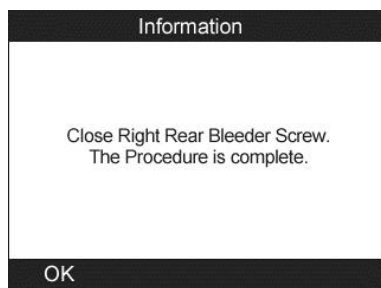 Information
Close Right Rear Bleeder Screw.
The Procedure is complete.
OK